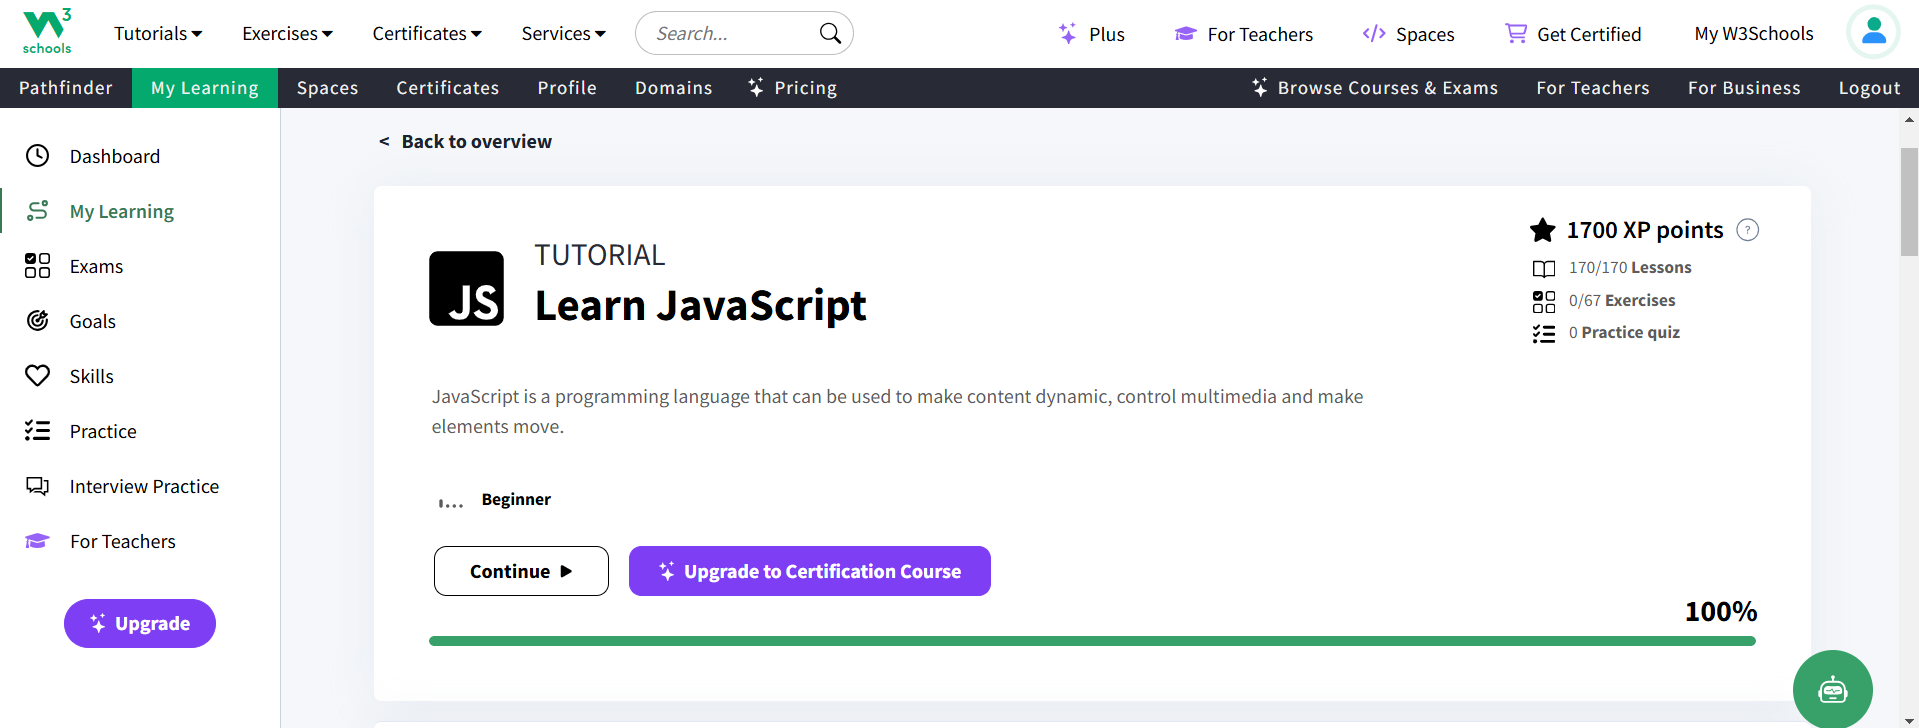 3
schools
Tutorials
Exercises
Certificates
Services
Search...
Plus
For Teachers
</> Spaces
Get Certified
My W3Schools
Pathfinder
My Learning
Spaces
Certificates
Profile
Domains
Pricing
Browse Courses & Exams
For Teachers
For Business
Logout
Dashboard
My Learning
Exams
Goals
Skills
Practice
Interview Practice
For Teachers
Upgrade
< Back to overview
JS
TUTORIAL
Learn JavaScript
1700 XP points ?
170/170 Lessons
0/67 Exercises
0 Practice quiz
JavaScript is a programming language that can be used to make content dynamic, control multimedia and make
elements move.
Beginner
Continue
Upgrade to Certification Course
100%